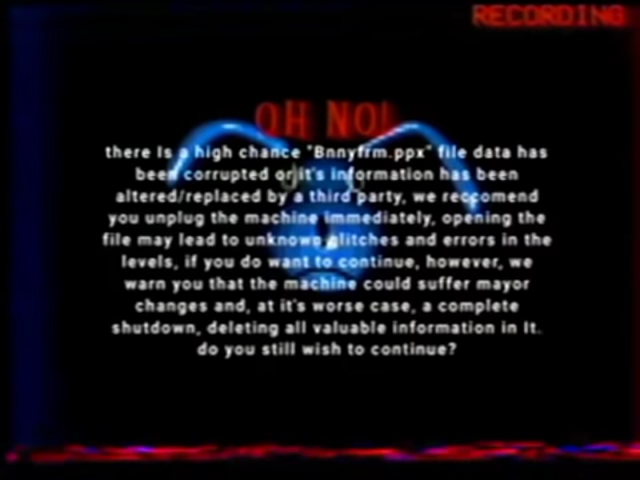 RECORDING
OH NO!
there Is a high chance "Bnnyfrm.ppx" file data has
been corrupted or it's information has been
altered/replaced by a third party, we reccomend
you unplug the machine immediately, opening the
file may lead to unknown glitches and errors in the
levels, if you do want to continue, however, we
warn you that the machine could suffer mayor
changes and, at it's worse case, a complete
shutdown, deleting all valuable information in It.
do you still wish to continue?